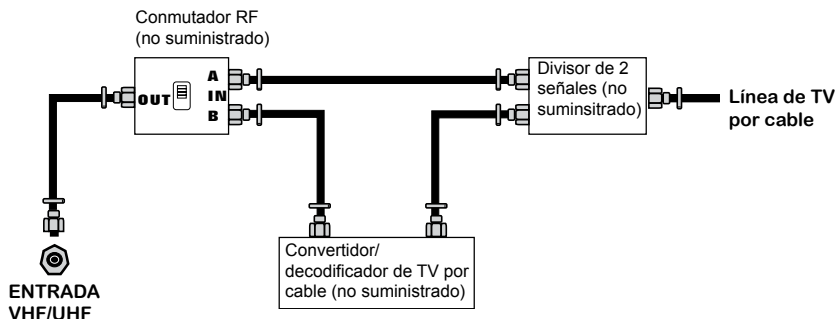 Conmutador RF
(no suministrado)
OUT
A
IN
B
Divisor de 2
señales (no
suminsitrado)
Línea de TV
por cable
Convertidor/
decodificador de TV por
cable (no suministrado)
ENTRADA
VHF/UHF